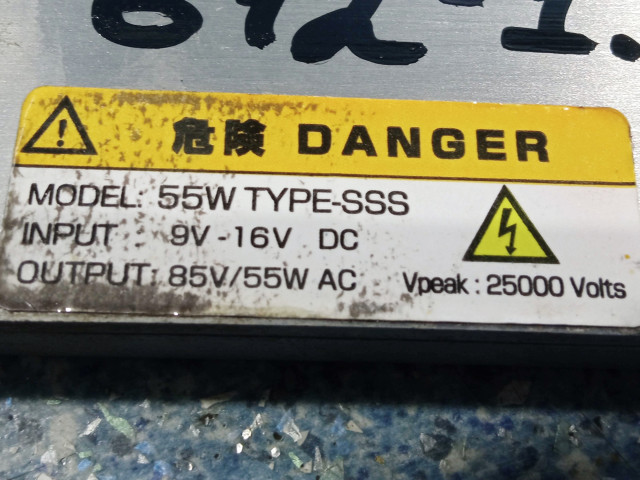 危険 DANGER
MODEL: 55W TYPE-SSS
INPUT : 9V-16V DC
OUTPUT: 85V/55W AC Vpeak : 25000 Volts